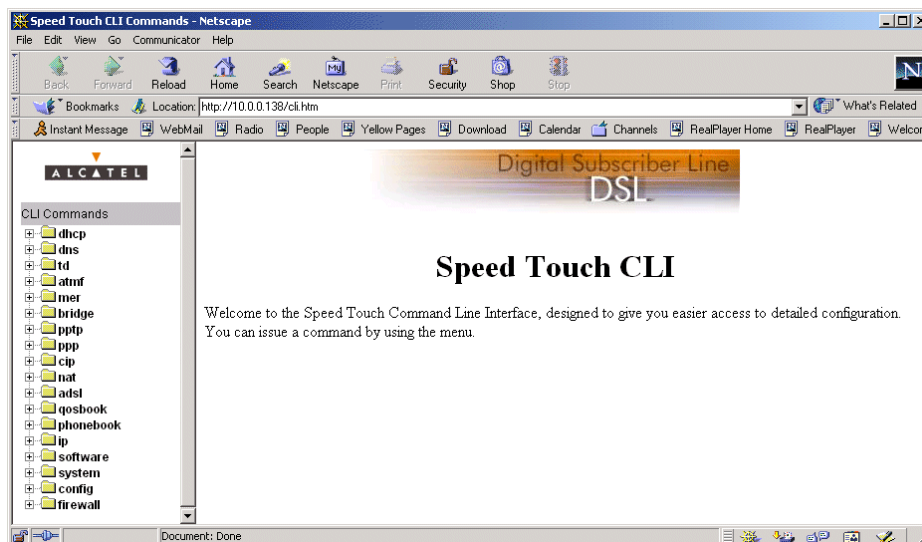 Speed Touch CLI Commands - Netscape
File Edit View Go Communicator Help
Back Forward Reload Home Search Netscape Print Security Shop Stop
My
N
Bookmarks Location: http://10.0.0.138/cli.htm What's Related
Instant Message WebMail Radio People Yellow Pages Download Calendar Channels RealPlayer Home RealPlayer
ALCATEL
Digital Subscriber Line
DSL
CLI Commands
dhcp
dns
td
atmf
mer
bridge
pptp
ppp
cip
nat
adsl
qosbook
phonebook
ip
software
system
config
firewall
Speed Touch CLI
Welcome to the Speed Touch Command Line Interface, designed to give you easier access to detailed configuration.
You can issue a command by using the menu.
Document: Done